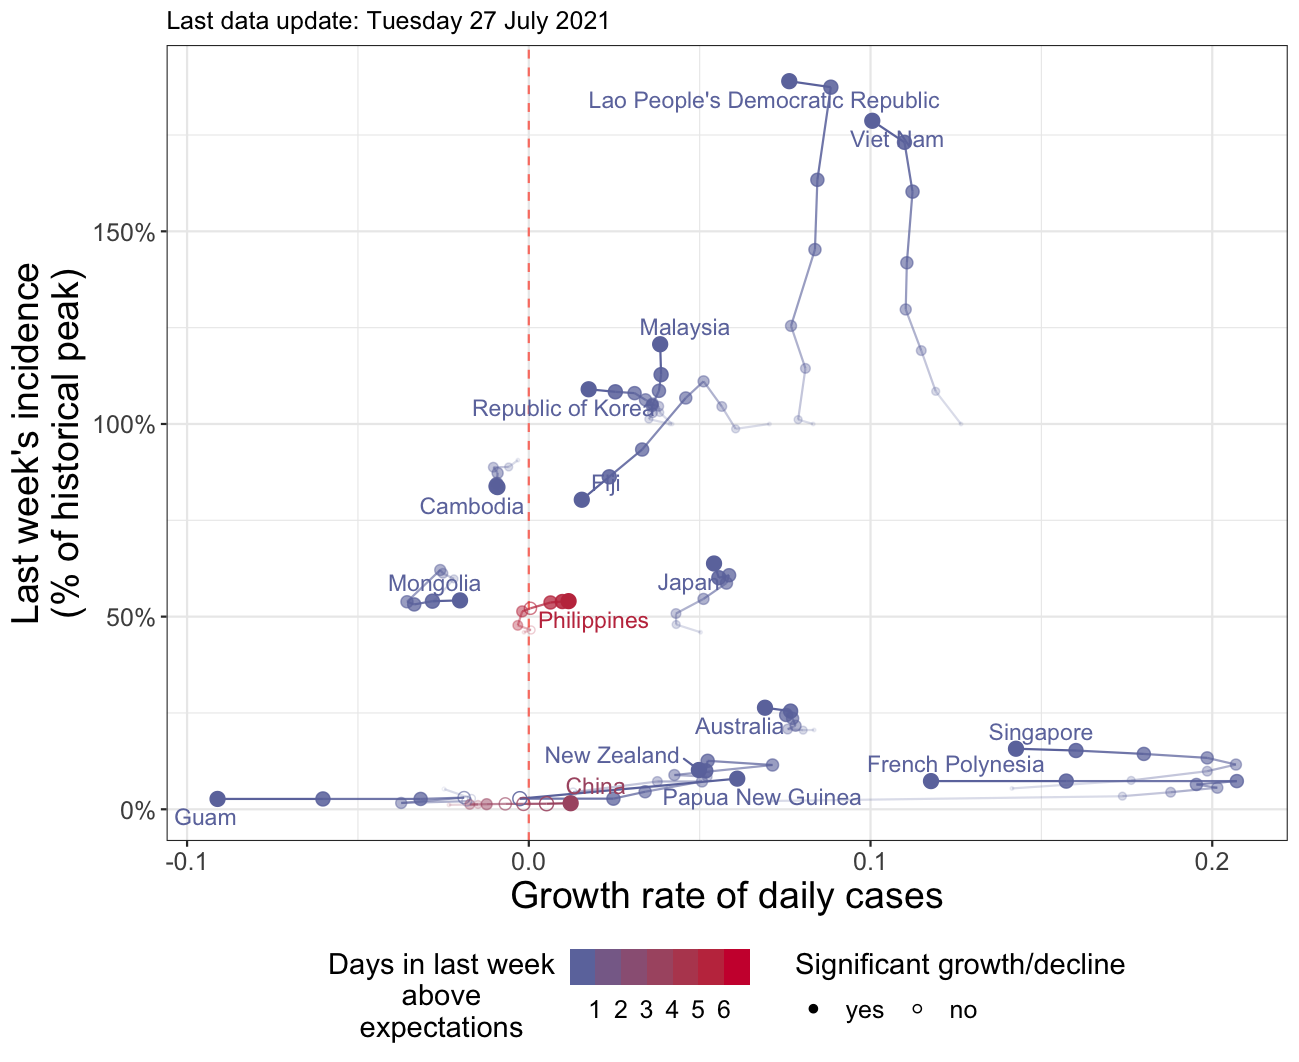 Last data update: Tuesday 27 July 2021
Lao People's Democratic Republic
Viet Nam
150%
Malaysia
Republic of Korea
100%
Fiji
Cambodia
Last week's incidence
(% of historical peak)
Mongolia
Japan
50%
Philippines
Australia
Singapore
New Zealand
French Polynesia
China
Papua New Guinea
0%
Guam
-0.1
0.0
0.1
0.2
Growth rate of daily cases
Days in last week
above
expectations
1 2 3 4 5 6
Significant growth/decline
yes
no